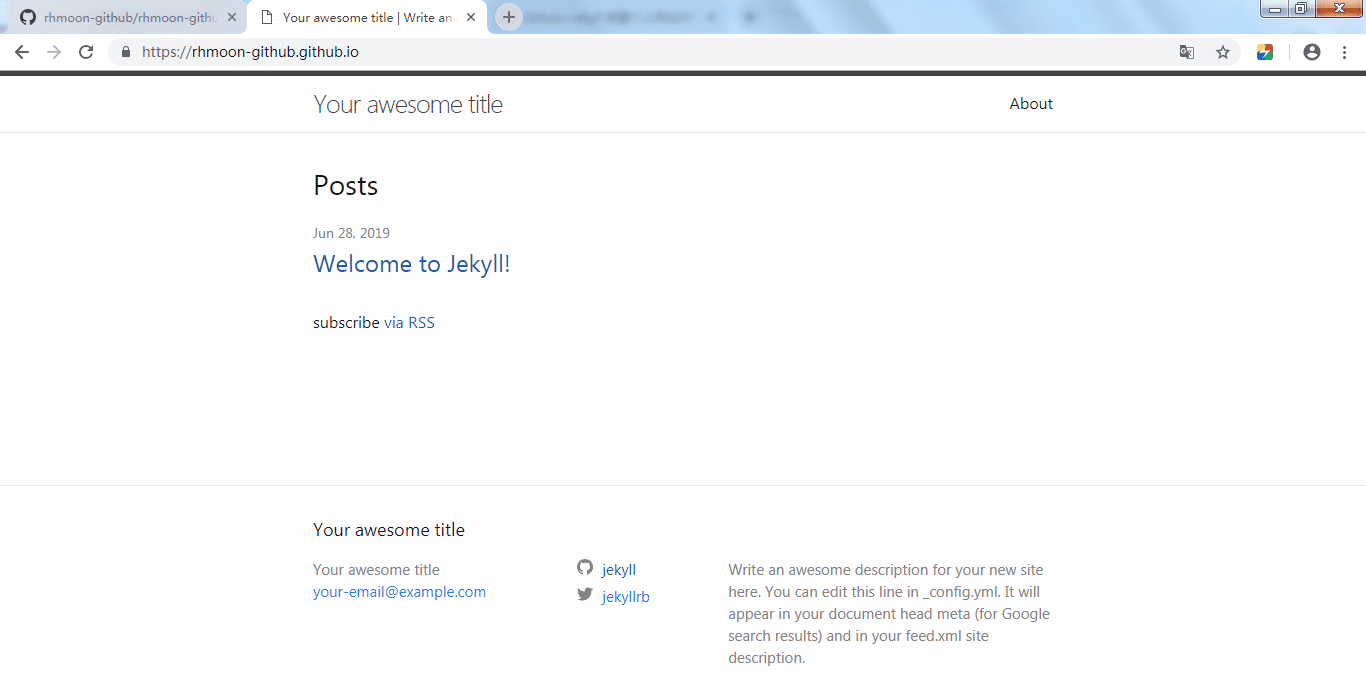 rhmoon-github/rhmoon-gith
Your awesome title | Write an
https://rhmoon-github.github.io
Your awesome title
About
Posts
Jun 28, 2019
Welcome to Jekyll!
subscribe via RSS
Your awesome title
Your awesome title
your-email@example.com
jekyll
jekyllrb
Write an awesome description for your new site
here. You can edit this line in _config.yml. It will
appear in your document head meta (for Google
search results) and in your feed.xml site
description.